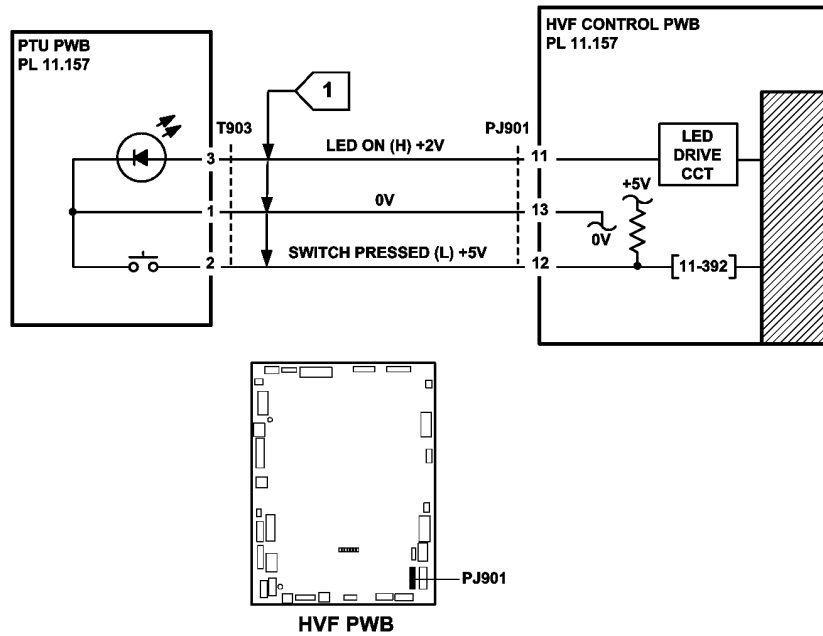 PTU PWB
PL 11.157
HVF CONTROL PWB
PL 11.157
1
T903
PJ901
3
LED ON (H) +2V
11
LED
DRIVE
CCT
+5V
1
0V
13
0V
2
SWITCH PRESSED (L) +5V
12
11-392
PJ901
HVF PWB